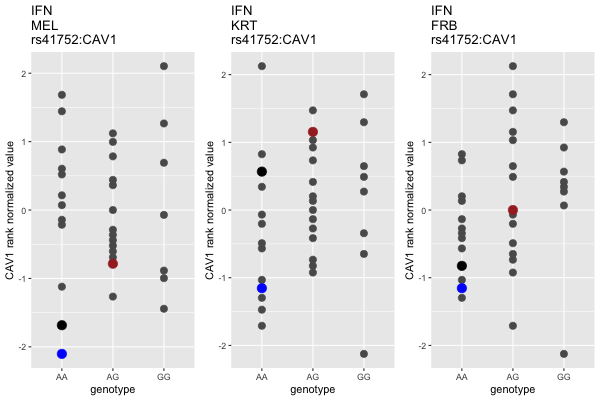 IFN
MEL
rs41752:CAV1
CAV1 rank normalized value
2
1
0
-1
-2
AA AG GG
genotype
IFN
KRT
rs41752:CAV1
CAV1 rank normalized value
2
1
0
-1
-2
AA AG GG
genotype
IFN
FRB
rs41752:CAV1
CAV1 rank normalized value
2
1
0
-1
-2
AA AG GG
genotype